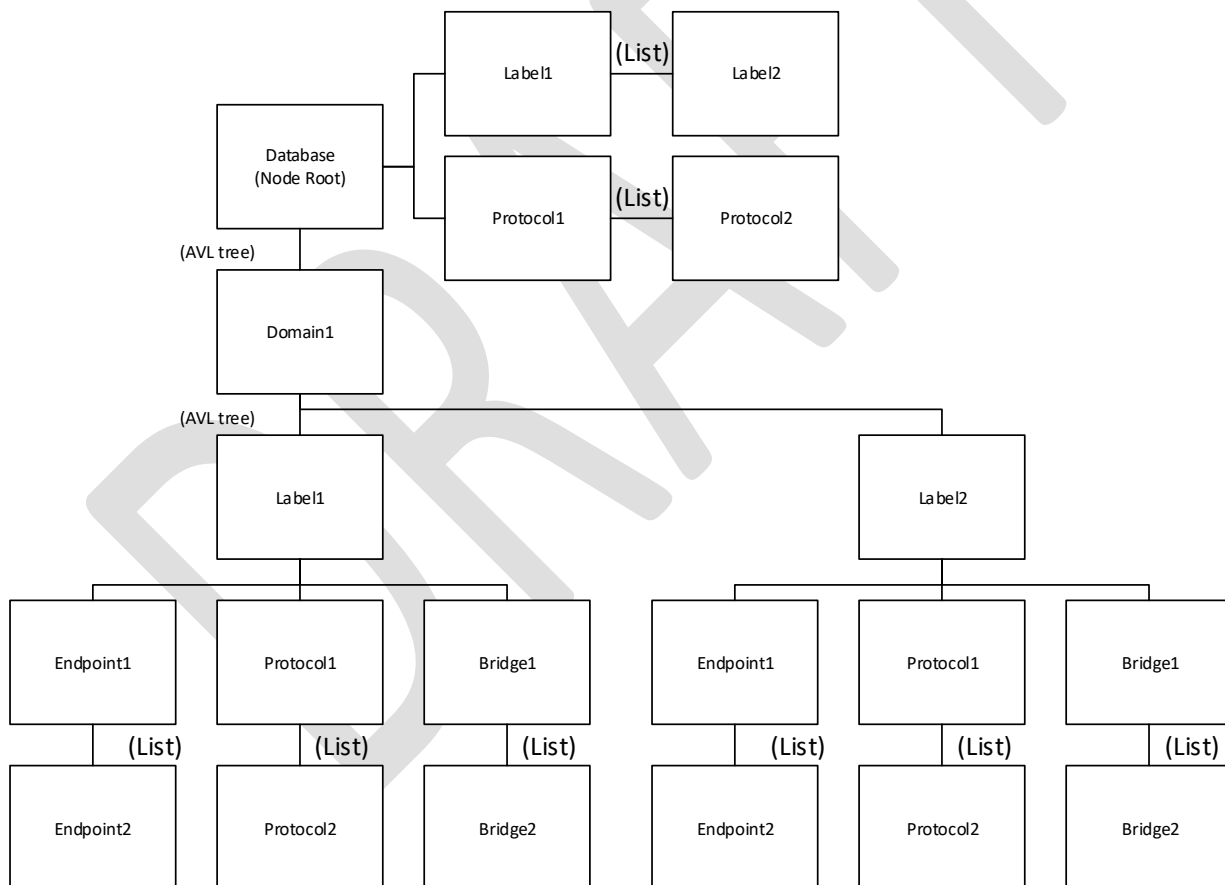 Label1
(List)
Label2
Database
(Node Root)
Protocol1
(List)
Protocol2
(AVL tree)
Domain1
(AVL tree)
Label1
Label2
Endpoint1
Protocol1
Bridge1
Endpoint1
Protocol1
Bridge1
(List)
(List)
(List)
(List)
(List)
(List)
Endpoint2
Protocol2
Bridge2
Endpoint2
Protocol2
Bridge2
DRAFT